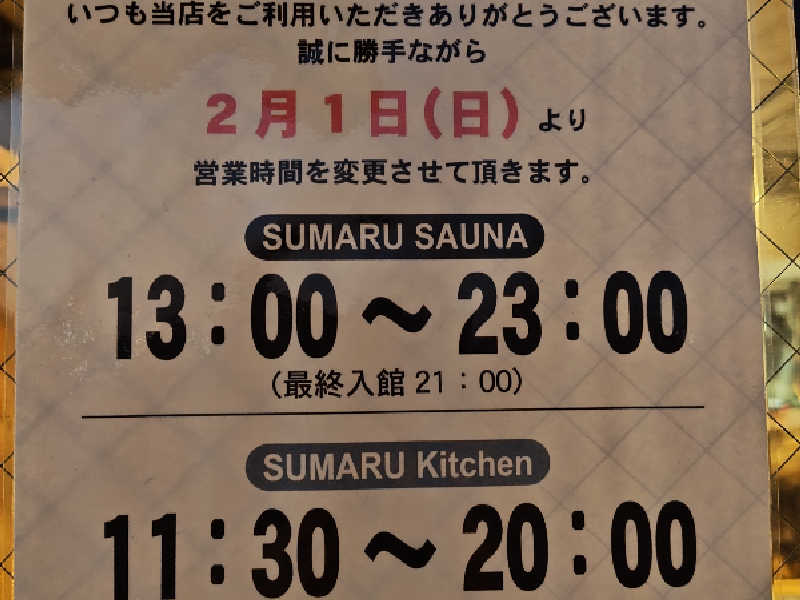 いつも当店をご利用いただきありがとうございます。
誠に勝手ながら
2月1日(日)より
営業時間を変更させて頂きます。
SUMARU SAUNA
13：00～23：00
（最終入館 21：00）
SUMARU Kitchen
11：30～20：00